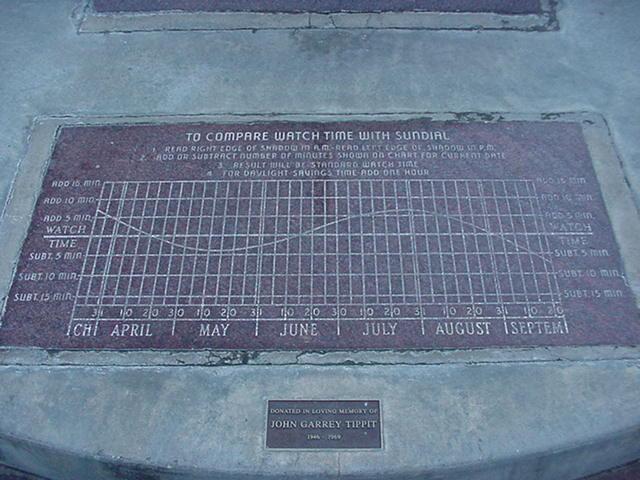 TO COMPARE WATCH TIME WITH SUNDIAL
1. READ RIGHT EDGE OF SHADOW IN A.M.-READ LEFT EDGE OF SHADOW IN P.M.
2. ADD OR SUBTRACT NUMBER OF MINUTES SHOWN ON CHART FOR CURRENT DATE
3. RESULT WILL BE STANDARD WATCH TIME
4. FOR DAYLIGHT SAVINGS TIME ADD ONE HOUR
ADD 15 MIN. ADD 15 MIN.
ADD 10 MIN. ADD 10 MIN.
ADD 5 MIN. ADD 5 MIN.
WATCH WATCH
TIME TIME
SUBT. 5 MIN. SUBT. 5 MIN.
SUBT. 10 MIN. SUBT. 10 MIN.
SUBT. 15 MIN. SUBT. 15 MIN.
31 10 20 30 10 20 31 10 20 30 10 20 31 10 20 31 10 20
CH APRIL MAY JUNE JULY AUGUST SEPTEM
DONATED IN LOVING MEMORY OF
JOHN GARREY TIPPIT
1946 - 1969